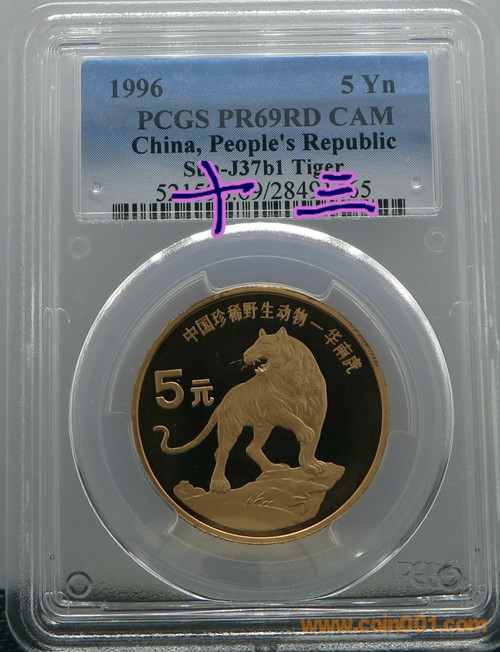 1996 5 Yn
PCGS PR69RD CAM
China, People's Republic
J37b1 Tiger
十三
中国珍稀野生动物—华南虎
5元
www.coin001.com